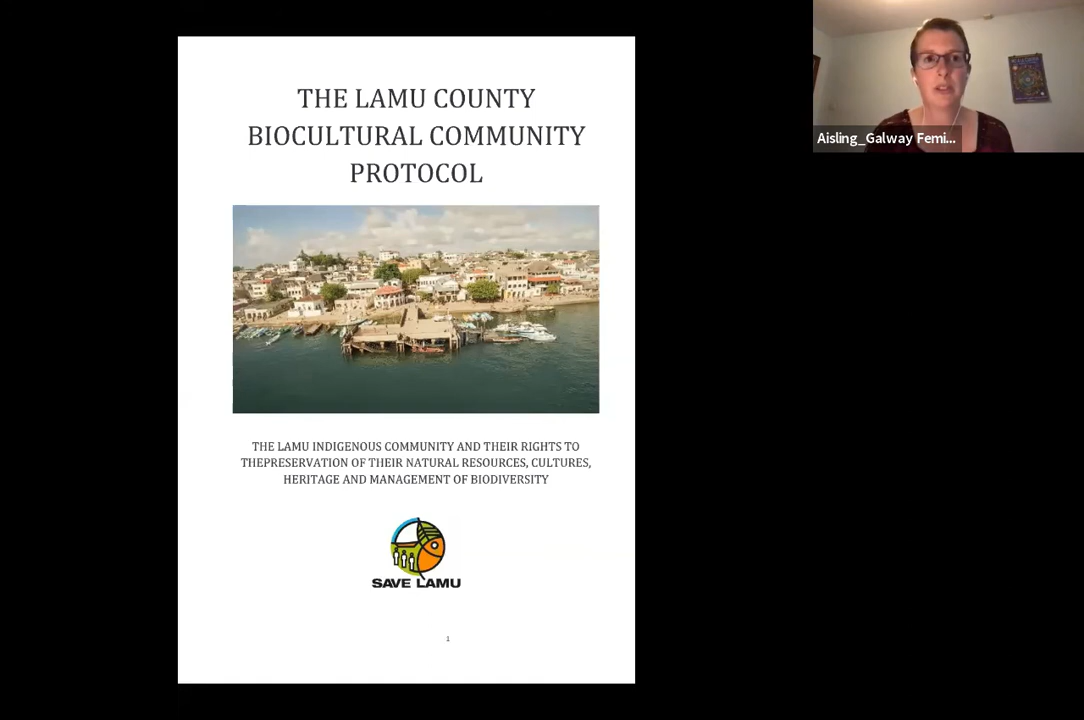 THE LAMU COUNTY
BIOCULTURAL COMMUNITY
PROTOCOL
THE LAMU INDIGENOUS COMMUNITY AND THEIR RIGHTS TO
THEPRESERVATION OF THEIR NATURAL RESOURCES, CULTURES,
HERITAGE AND MANAGEMENT OF BIODIVERSITY
SAVE LAMU
1
Aisling_Galway Femi...